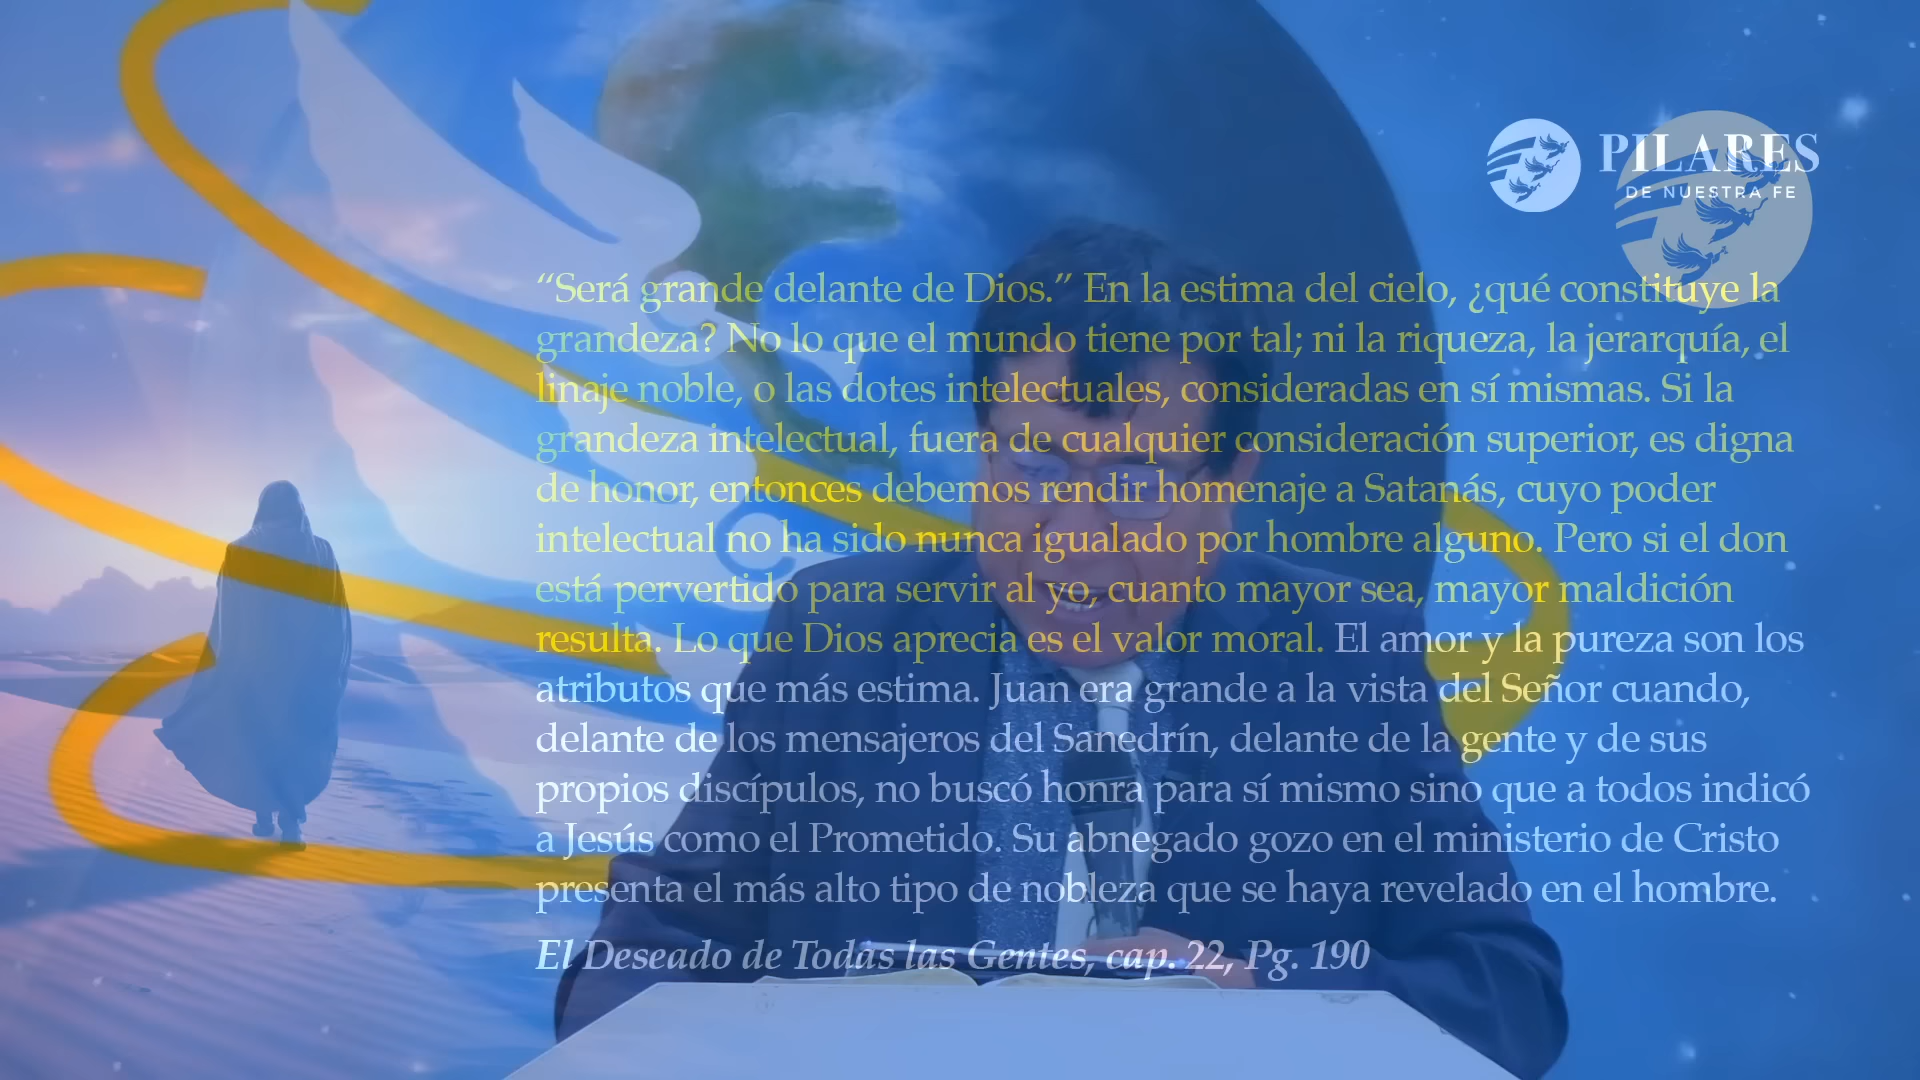 PILARES
DE NUESTRA FE
“Será grande delante de Dios.” En la estima del cielo, ¿qué constituye la
grandeza? No lo que el mundo tiene por tal; ni la riqueza, la jerarquía, el
linaje noble, o las dotes intelectuales, consideradas en sí mismas. Si la
grandeza intelectual, fuera de cualquier consideración superior, es digna
de honor, entonces debemos rendir homenaje a Satanás, cuyo poder
intelectual no ha sido nunca igualado por hombre alguno. Pero si el don
está pervertido para servir al yo, cuanto mayor sea, mayor maldición
resulta. Lo que Dios aprecia es el valor moral. El amor y la pureza son los
atributos que más estima. Juan era grande a la vista del Señor cuando,
delante de los mensajeros del Sanedrín, delante de la gente y de sus
propios discípulos, no buscó honra para sí mismo sino que a todos indicó
a Jesús como el Prometido. Su abnegado gozo en el ministerio de Cristo
presenta el más alto tipo de nobleza que se haya revelado en el hombre.
El Deseado de Todas las Gentes, cap. 22, Pg. 190